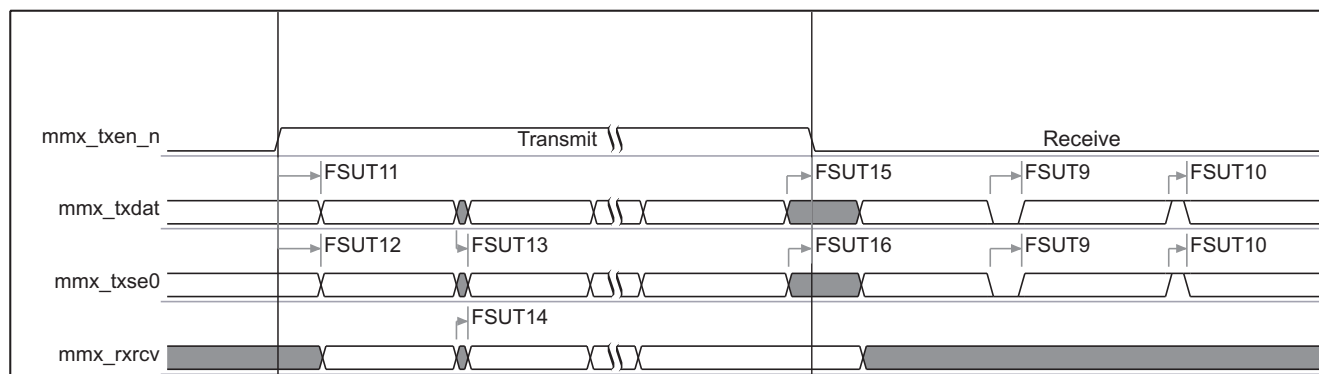 mmx_txen_n Transmit Receive
FSUT11 FSUT15 FSUT9 FSUT10
mmx_txdat
FSUT12 FSUT13 FSUT16 FSUT9 FSUT10
mmx_txse0
FSUT14
mmx_rxrcv